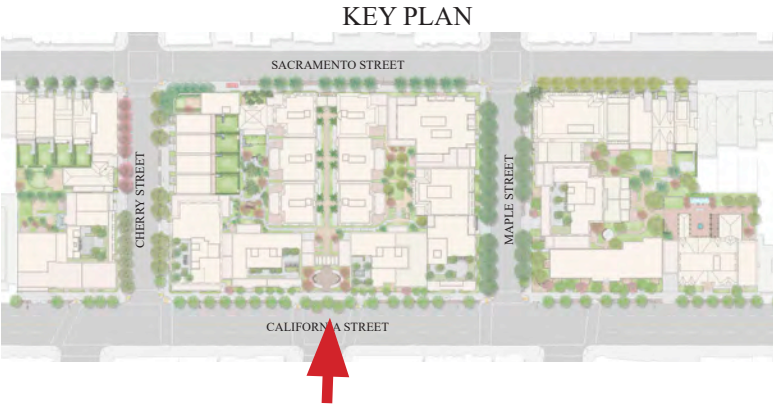 KEY PLAN
SACRAMENTO STREET
CHERRY STREET
MAPLE STREET
CALIFORNIA STREET